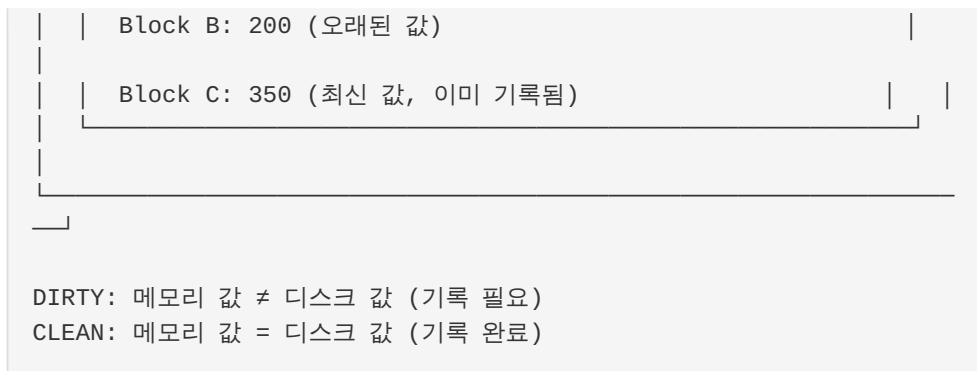 Block B: 200 (오래된 값)
Block C: 350 (최신 값, 이미 기록됨)
DIRTY: 메모리 값 ≠ 디스크 값 (기록 필요)
CLEAN: 메모리 값 = 디스크 값 (기록 완료)